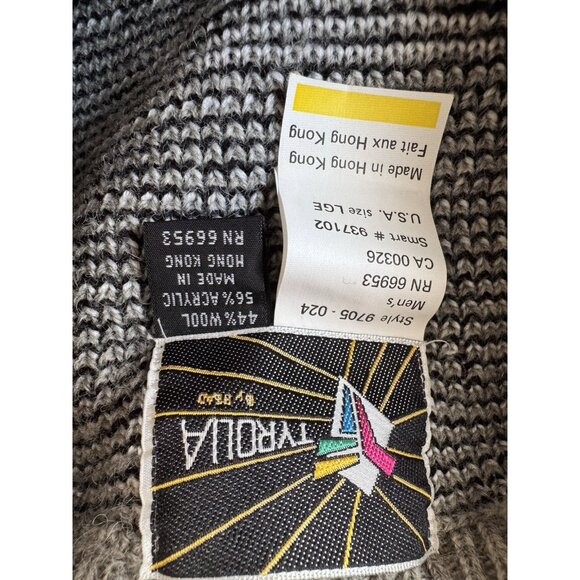 TYROLIA
By HEAD
44% WOOL
56% ACRYLIC
MADE IN
HONG KONG
RN 66953
Style 9705 - 024
Men's
RN 66953
CA 00326
Smart # 937102
U.S.A. size LGE
Made in Hong Kong
Fait aux Hong Kong